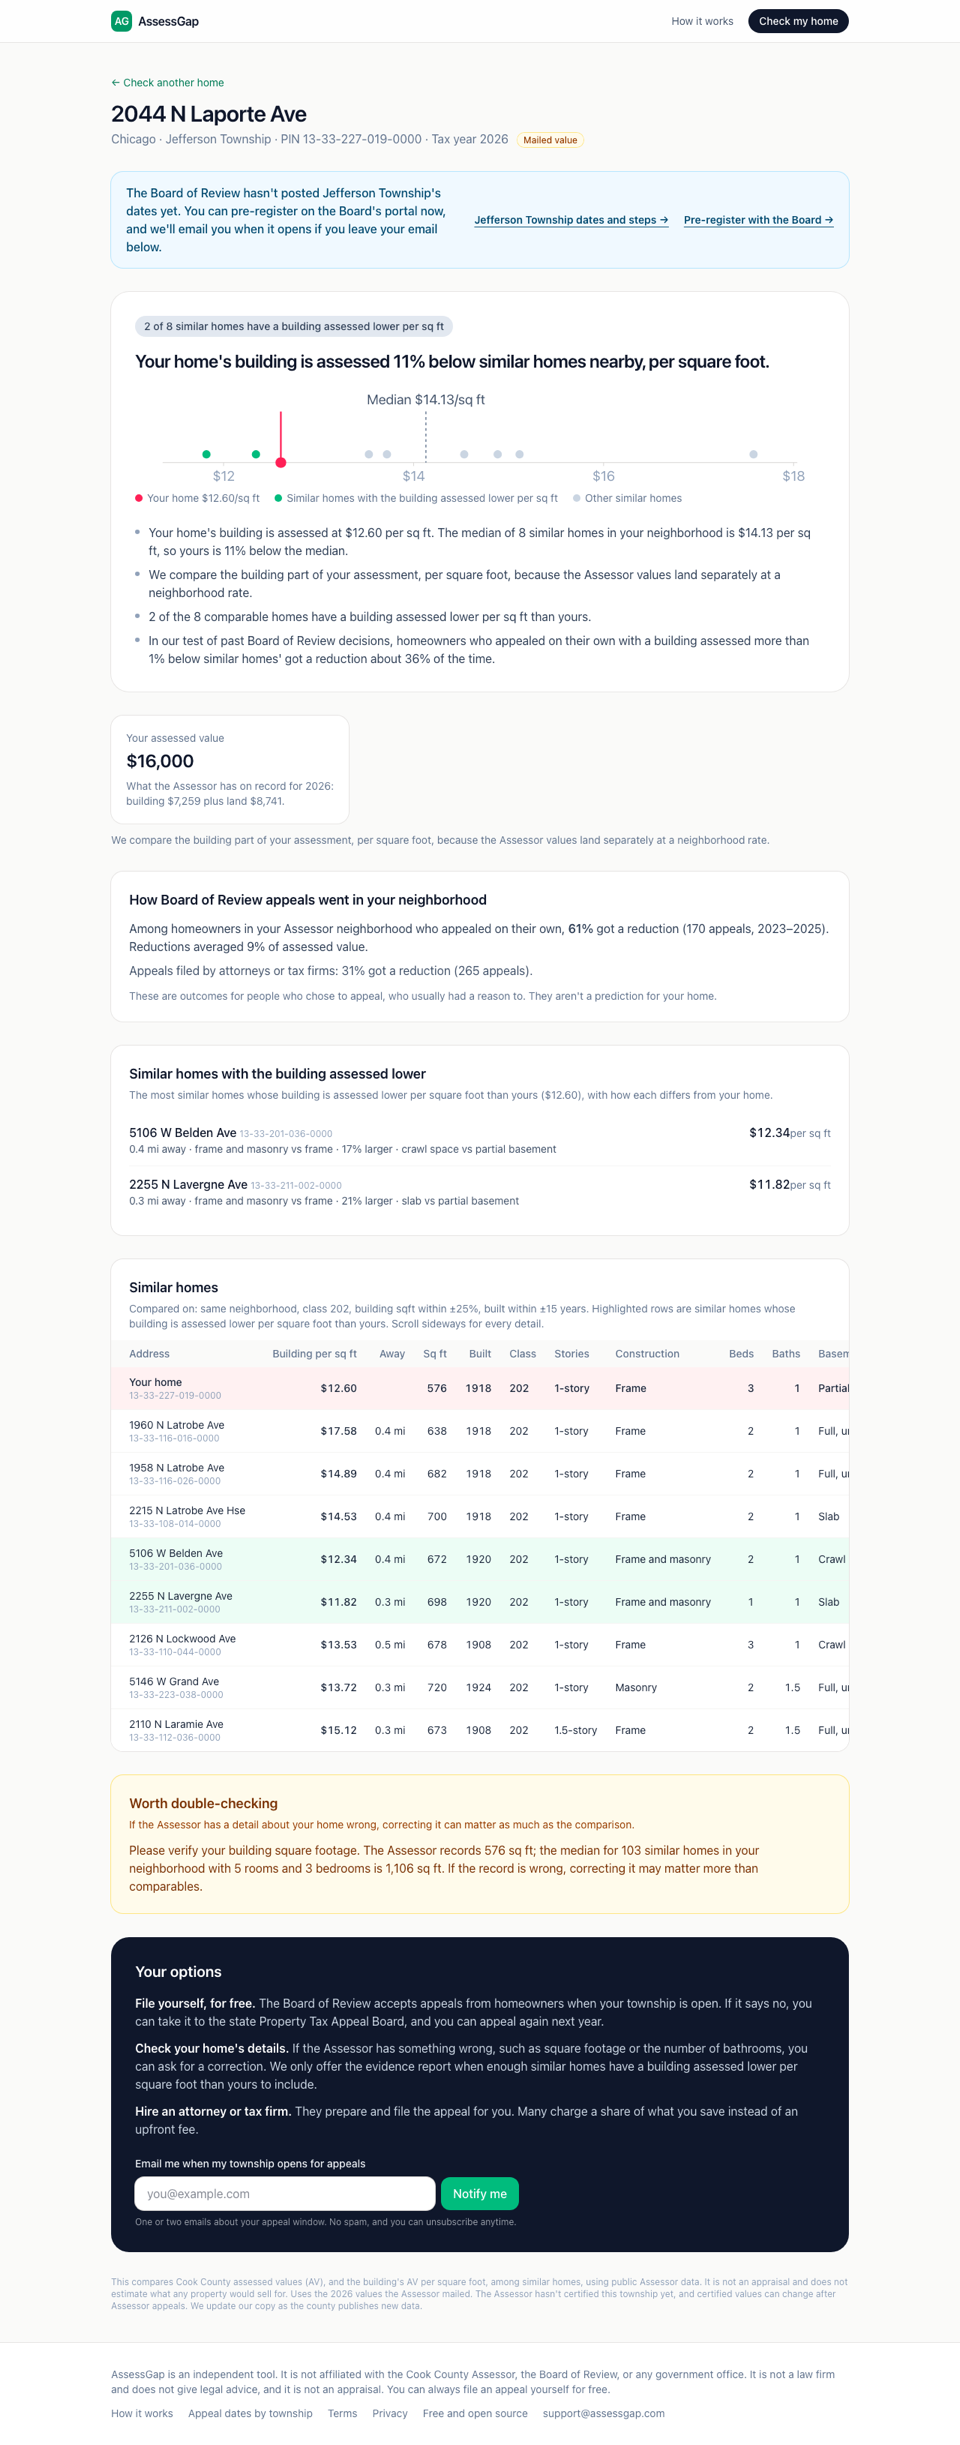 AG AssessGap
How it works
Check my home
← Check another home
2044 N Laporte Ave
Chicago · Jefferson Township · PIN 13-33-227-019-0000 · Tax year 2026 Mailed value
The Board of Review hasn't posted Jefferson Township's
dates yet. You can pre-register on the Board's portal now,
and we'll email you when it opens if you leave your email
below.
Jefferson Township dates and steps →
Pre-register with the Board →
2 of 8 similar homes have a building assessed lower per sq ft
Your home's building is assessed 11% below similar homes nearby, per square foot.
Median $14.13/sq ft
$12 $14 $16 $18
Your home $12.60/sq ft Similar homes with the building assessed lower per sq ft Other similar homes
Your home's building is assessed at $12.60 per sq ft. The median of 8 similar homes in your neighborhood is $14.13 per sq
ft, so yours is 11% below the median.
We compare the building part of your assessment, per square foot, because the Assessor values land separately at a
neighborhood rate.
2 of the 8 comparable homes have a building assessed lower per sq ft than yours.
In our test of past Board of Review decisions, homeowners who appealed on their own with a building assessed more than
1% below similar homes' got a reduction about 36% of the time.
Your assessed value
$16,000
What the Assessor has on record for 2026:
building $7,259 plus land $8,741.
We compare the building part of your assessment, per square foot, because the Assessor values land separately at a neighborhood rate.
How Board of Review appeals went in your neighborhood
Among homeowners in your Assessor neighborhood who appealed on their own, 61% got a reduction (170 appeals, 2023–2025).
Reductions averaged 9% of assessed value.
Appeals filed by attorneys or tax firms: 31% got a reduction (265 appeals).
These are outcomes for people who chose to appeal, who usually had a reason to. They aren't a prediction for your home.
Similar homes with the building assessed lower
The most similar homes whose building is assessed lower per square foot than yours ($12.60), with how each differs from your home.
5106 W Belden Ave 13-33-201-036-0000 $12.34per sq ft
0.4 mi away · frame and masonry vs frame · 17% larger · crawl space vs partial basement
2255 N Lavergne Ave 13-33-211-002-0000 $11.82per sq ft
0.3 mi away · frame and masonry vs frame · 21% larger · slab vs partial basement
Similar homes
Compared on: same neighborhood, class 202, building sqft within ±25%, built within ±15 years. Highlighted rows are similar homes whose
building is assessed lower per square foot than yours. Scroll sideways for every detail.
Address Building per sq ft Away Sq ft Built Class Stories Construction Beds Baths Basem
Your home $12.60 576 1918 202 1-story Frame 3 1 Partial
13-33-227-019-0000
1960 N Latrobe Ave $17.58 0.4 mi 638 1918 202 1-story Frame 2 1 Full, u
13-33-116-016-0000
1958 N Latrobe Ave $14.89 0.4 mi 682 1918 202 1-story Frame 2 1 Full, u
13-33-116-026-0000
2215 N Latrobe Ave Hse $14.53 0.4 mi 700 1918 202 1-story Frame 2 1 Slab
13-33-108-014-0000
5106 W Belden Ave $12.34 0.4 mi 672 1920 202 1-story Frame and masonry 2 1 Crawl
13-33-201-036-0000
2255 N Lavergne Ave $11.82 0.3 mi 698 1920 202 1-story Frame and masonry 1 1 Slab
13-33-211-002-0000
2126 N Lockwood Ave $13.53 0.5 mi 678 1908 202 1-story Frame 3 1 Crawl
13-33-110-044-0000
5146 W Grand Ave $13.72 0.3 mi 720 1924 202 1-story Masonry 2 1.5 Full, u
13-33-223-038-0000
2110 N Laramie Ave $15.12 0.3 mi 673 1908 202 1.5-story Frame 2 1.5 Full, u
13-33-112-036-0000
Worth double-checking
If the Assessor has a detail about your home wrong, correcting it can matter as much as the comparison.
Please verify your building square footage. The Assessor records 576 sq ft; the median for 103 similar homes in your
neighborhood with 5 rooms and 3 bedrooms is 1,106 sq ft. If the record is wrong, correcting it may matter more than
comparables.
Your options
File yourself, for free. The Board of Review accepts appeals from homeowners when your township is open. If it says no, you
can take it to the state Property Tax Appeal Board, and you can appeal again next year.
Check your home's details. If the Assessor has something wrong, such as square footage or the number of bathrooms, you
can ask for a correction. We only offer the evidence report when enough similar homes have a building assessed lower per
square foot than yours to include.
Hire an attorney or tax firm. They prepare and file the appeal for you. Many charge a share of what you save instead of an
upfront fee.
Email me when my township opens for appeals
you@example.com Notify me
One or two emails about your appeal window. No spam, and you can unsubscribe anytime.
This compares Cook County assessed values (AV), and the building's AV per square foot, among similar homes, using public Assessor data. It is not an appraisal and does not
estimate what any property would sell for. Uses the 2026 values the Assessor mailed. The Assessor hasn't certified this township yet, and certified values can change after
Assessor appeals. We update our copy as the county publishes new data.
AssessGap is an independent tool. It is not affiliated with the Cook County Assessor, the Board of Review, or any government office. It is not a law firm
and does not give legal advice, and it is not an appraisal. You can always file an appeal yourself for free.
How it works Appeal dates by township Terms Privacy Free and open source support@assessgap.com